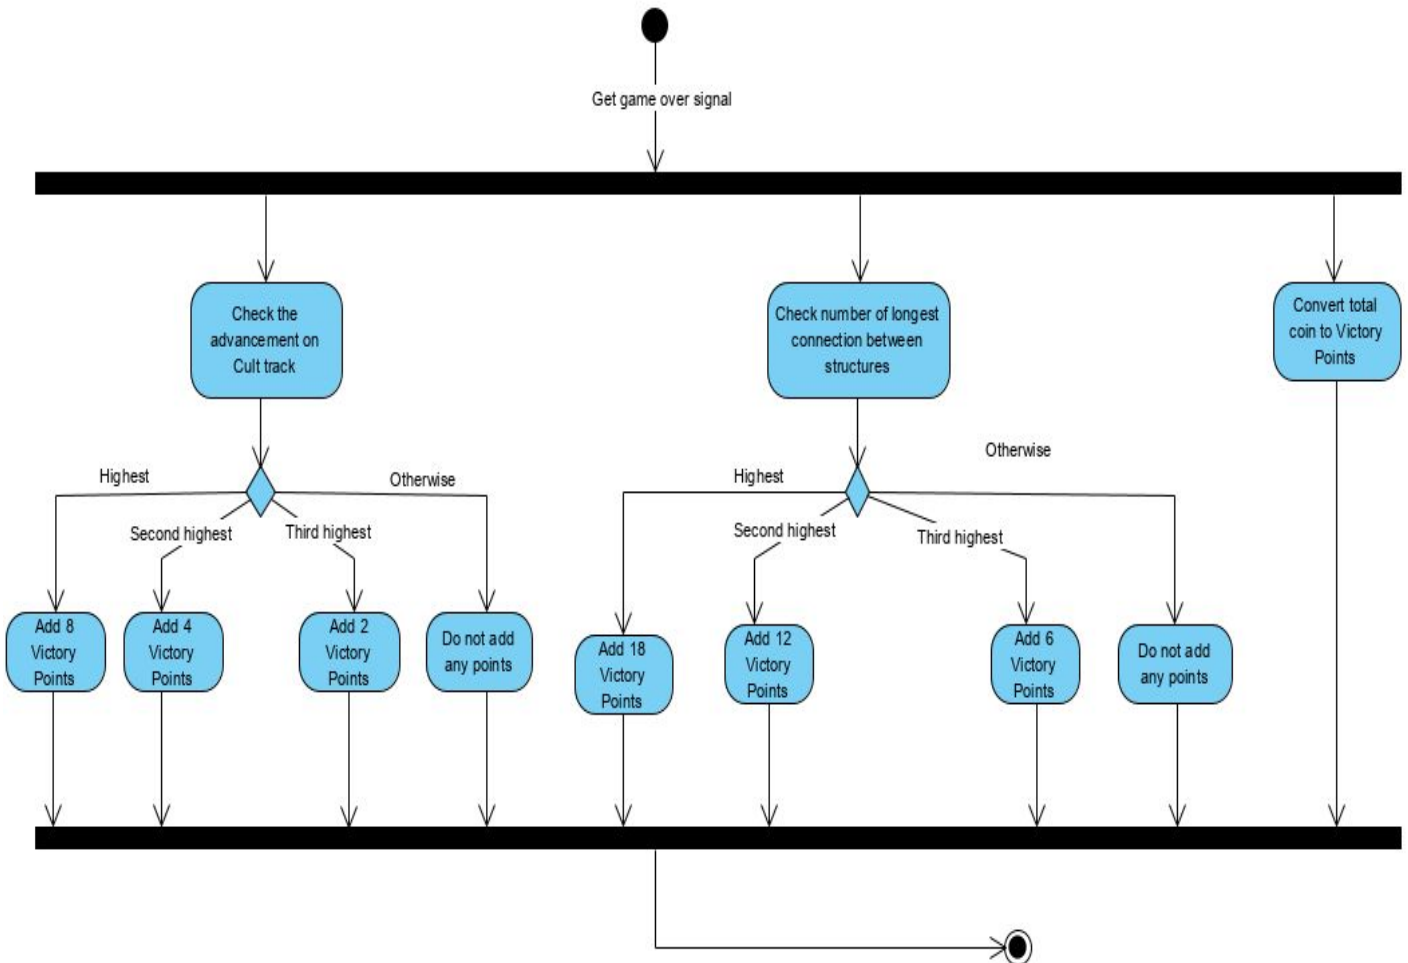 Get game over signal
Check the
advancement on
Cult track
Check number of longest
connection between
structures
Convert total
coin to Victory
Points
Highest
Second highest
Third highest
Otherwise
Highest
Second highest
Third highest
Otherwise
Add 8
Victory
Points
Add 4
Victory
Points
Add 2
Victory
Points
Do not add
any points
Add 18
Victory
Points
Add 12
Victory
Points
Add 6
Victory
Points
Do not add
any points